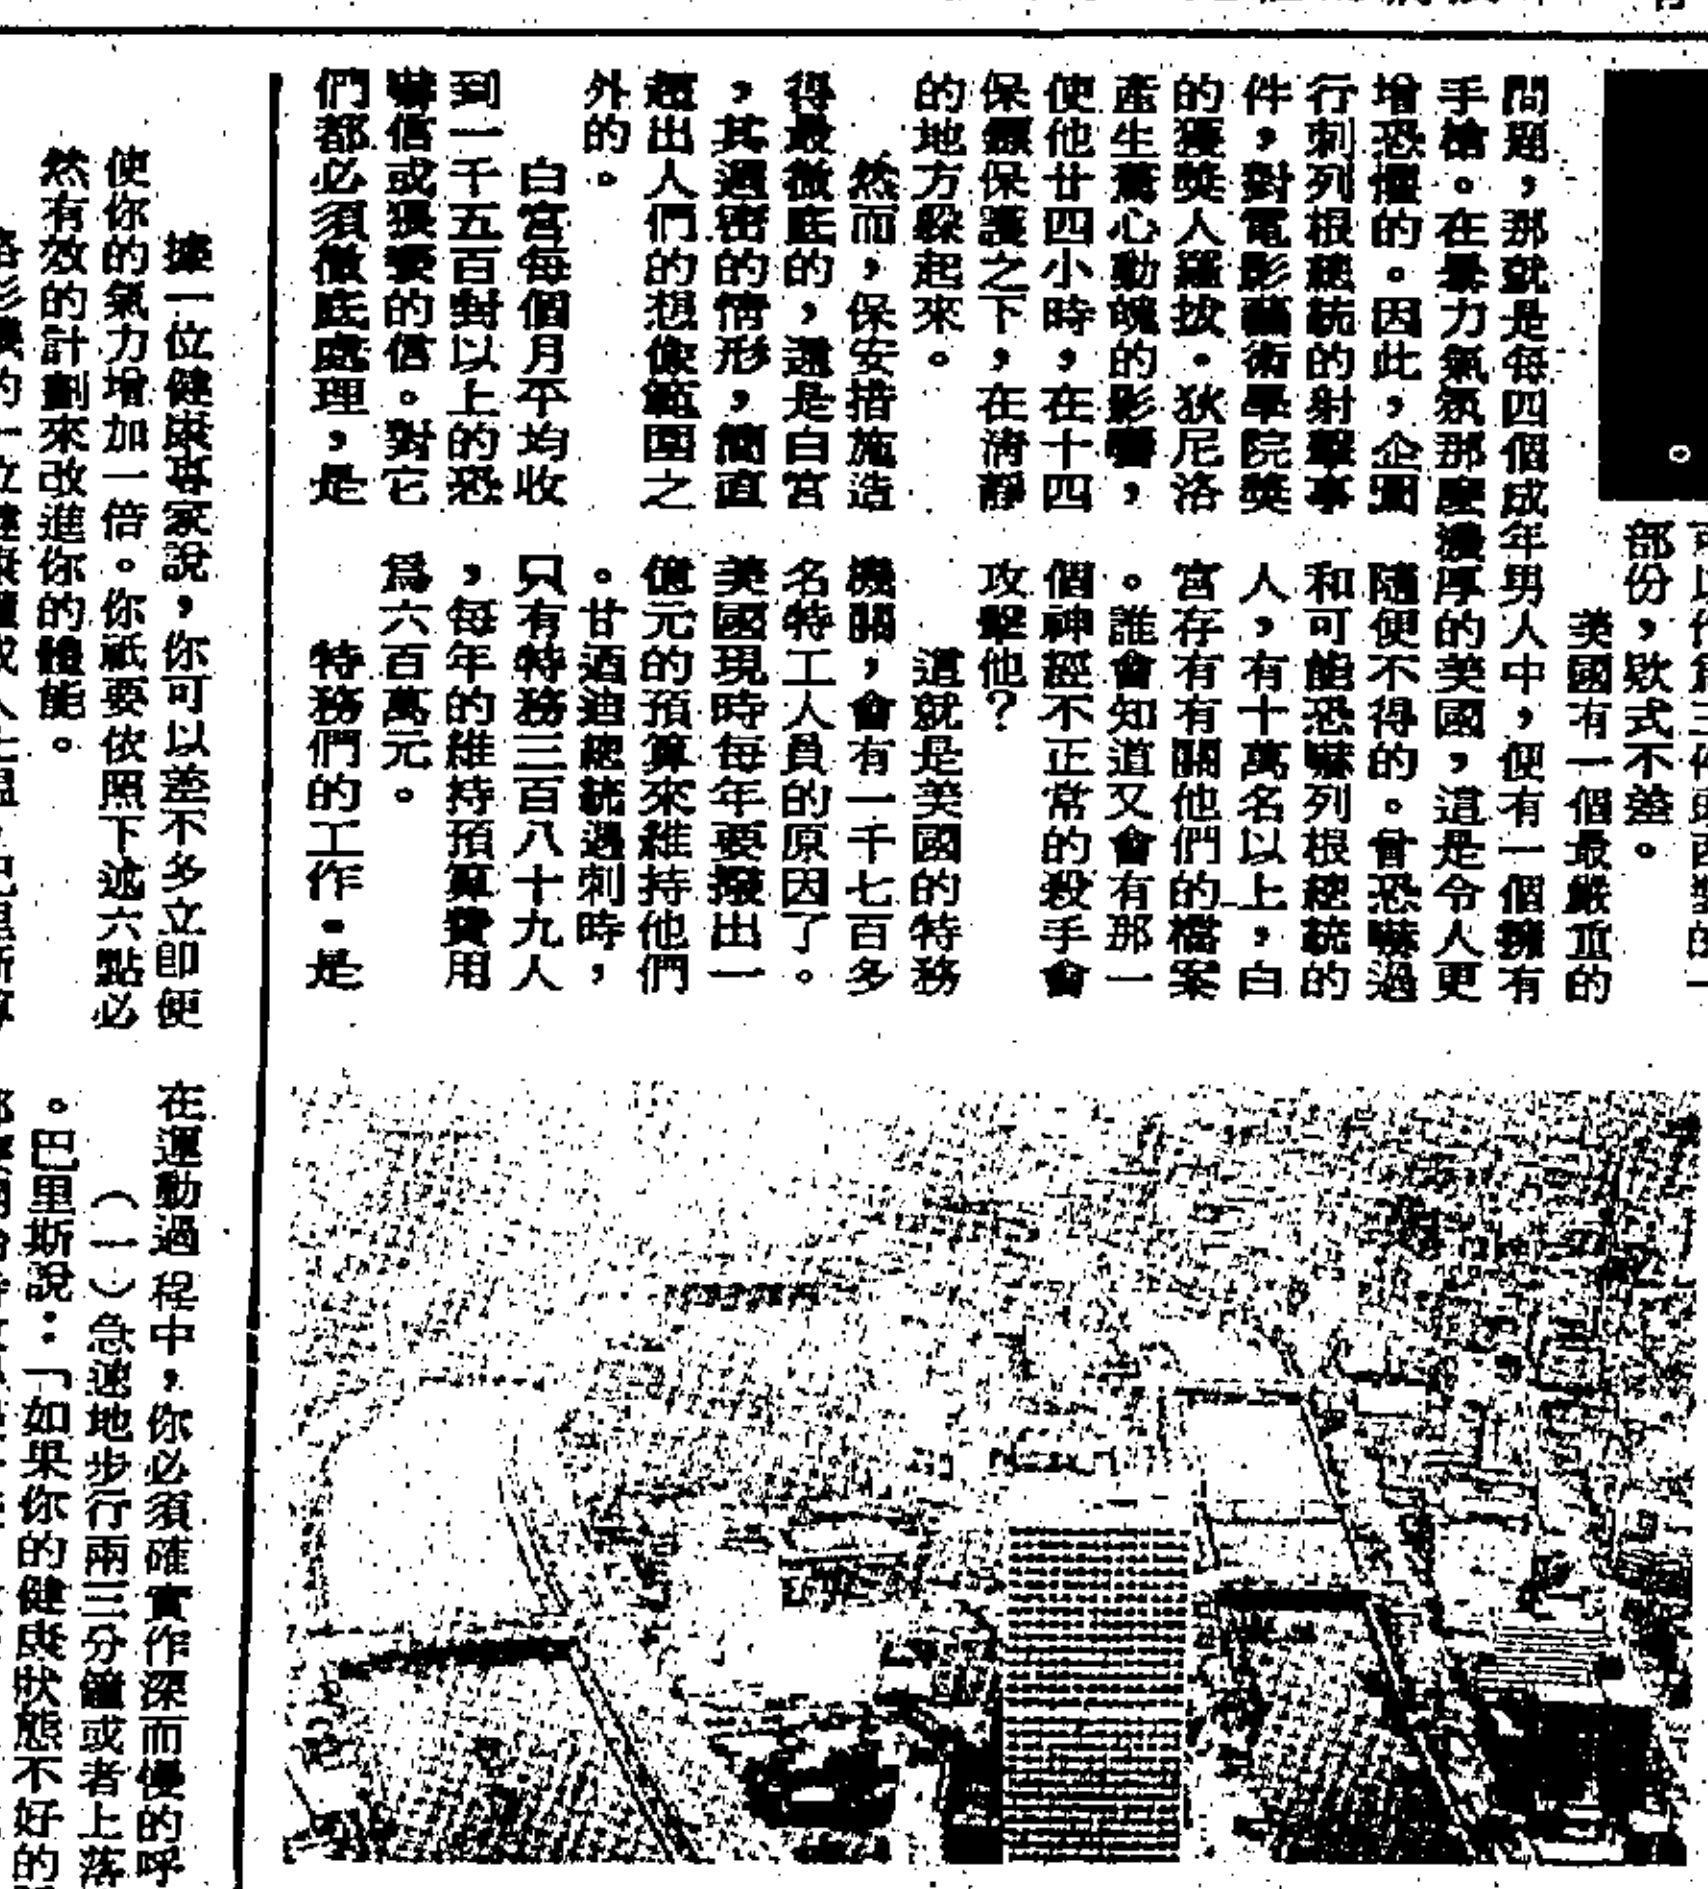 部份，欵式不差。
美國有一個最嚴重的
問題，那就是每四個成年男人中，便有一個擁有
手槍。在暴力氣氛那麼濃厚的美國，這是令人更
增恐懼的。因此，企圖
行刺列根總統的射擊事
件，對電影藝術學院獎
的獲獎人羅拔．狄尼洛
產生驚心動魄的影響，
使他廿四小時，在十四
保鏢保護之下，在清靜
的地方躱起來。
然而，保安措施造
得最徹底的，還是白宮
，其週密的情形，簡直
超出人們的想像範圍之
外的。
白宮每個月平均收
到一千五百對以上的恐
嚇信或猥褻的信。對它
們都必須徹底處理，是
隨便不得的。曾恐嚇過
和可能恐嚇列根總統的
人，有十萬名以上，白
宮存有有關他們的檔案
。誰會知道又會有那一
個神經不正常的殺手會
攻擊他？
這就是美國的特務
機關，會有一千七百多
名特工人員的原因了。
美國現時每年要撥出一
億元的預算來維持他們
。甘迺迪總統遇刺時，
只有特務三百八十九人
，每年的維持預算費用
爲六百萬元。
特務們的工作．是
據一位健康專家說，你可以差不多立卽便
使你的氣力增加一倍。你祇要依照下述六點必
然有效的計劃來改進你的體能。
在運動過程中，你必須確實作深而慢的呼
（一）急速地步行兩三分鐘或者上落
。巴里斯說：「如果你的健康狀態不好的